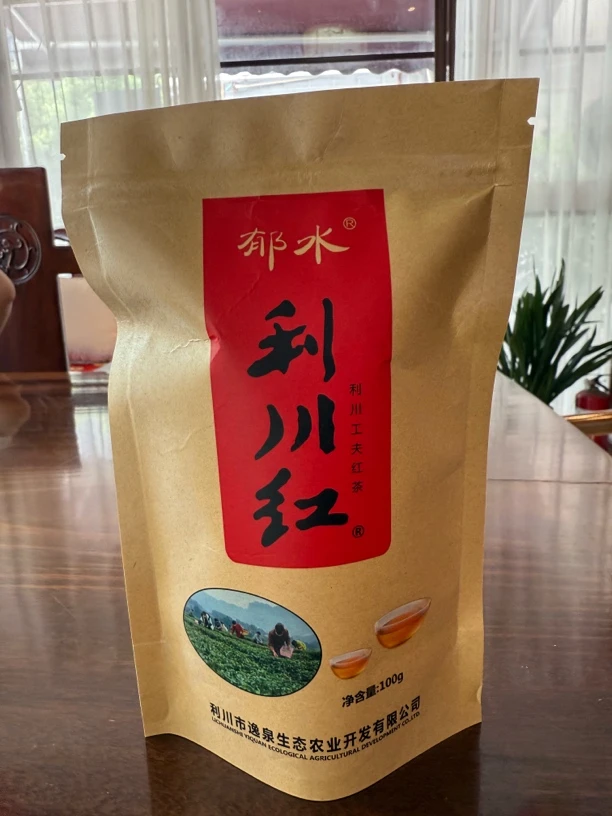 郁水®
利川红®
利川工夫红茶
净含量:100g
利川市逸泉生态农业开发有限公司
LICHUANSHI YIQUAN ECOLOGICAL AGRICULTURAL DEVELOPMENT CO.,LTD